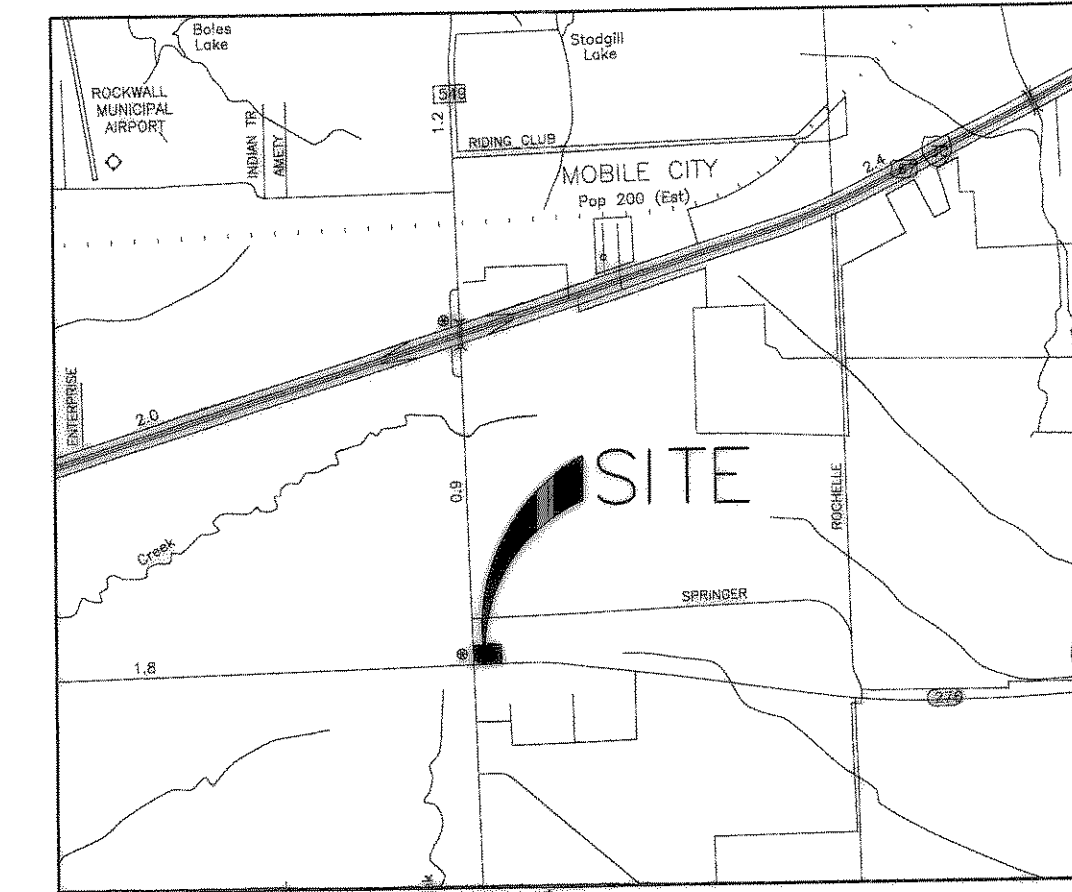 Boles
Lake
Stodgill
Lake
ROCKWALL
MUNICIPAL
AIRPORT
INDIAN TR
AMETY
549
1.2
RIDING CLUB
MOBILE CITY
Pop 200 (Est)
2.4
67
ENTERPRISE
2.0
0.9
SITE
ROCHELLE
Creek
SPRINGER
1.8
276